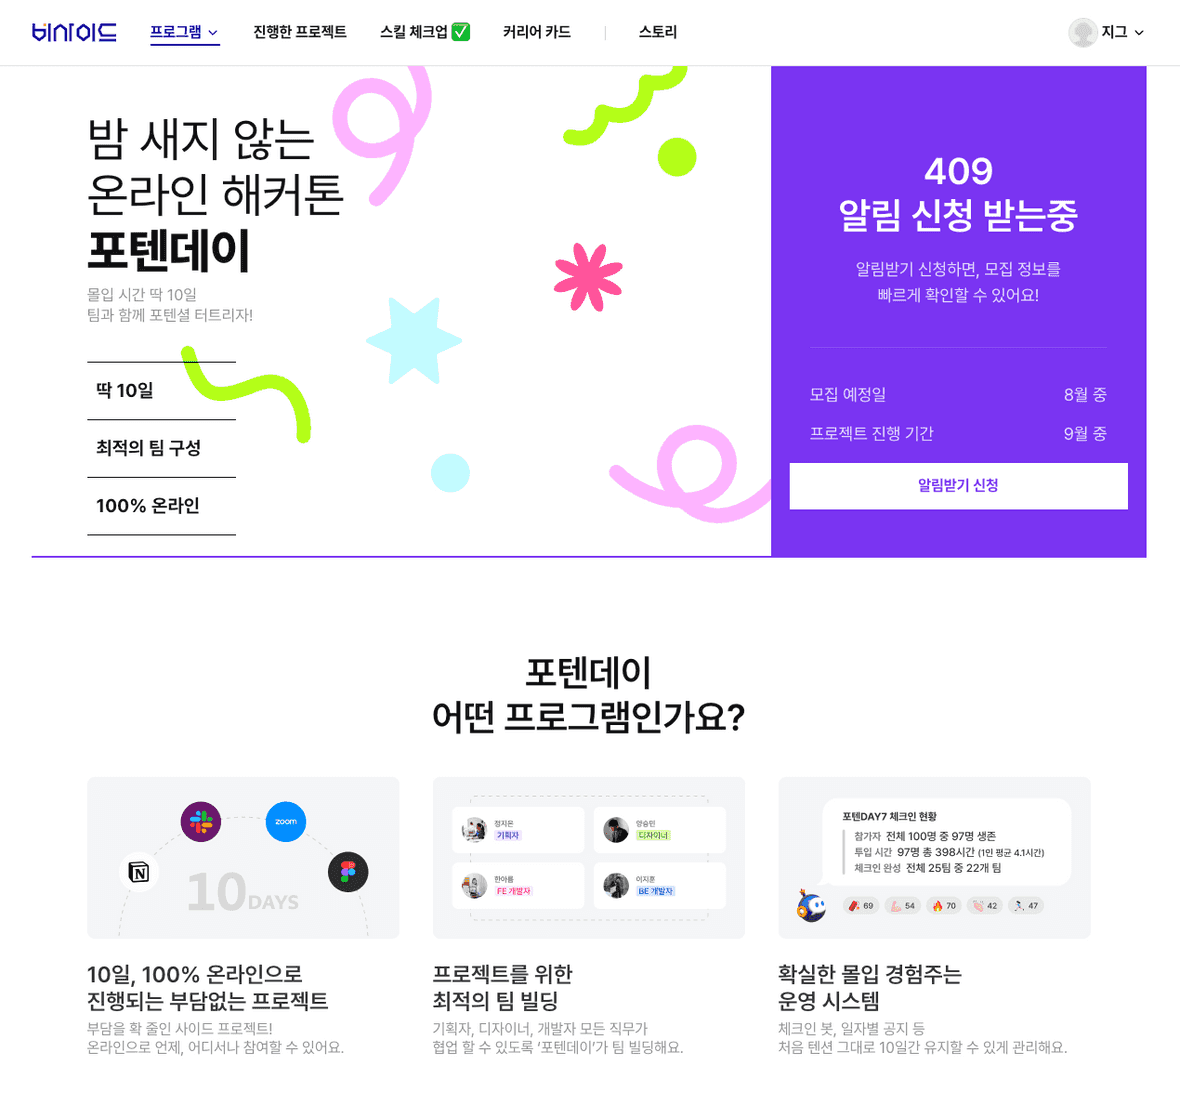 비사이드
프로그램
진행한 프로젝트
스킬 체크업 ✅
커리어 카드
스토리
지그
밤 새지 않는
온라인 해커톤
포텐데이
몰입 시간 딱 10일
팀과 함께 포텐셜 터트리자!
딱 10일
최적의 팀 구성
100% 온라인
409
알림 신청 받는중
알림받기 신청하면, 모집 정보를
빠르게 확인할 수 있어요!
모집 예정일 8월 중
프로젝트 진행 기간 9월 중
알림받기 신청
포텐데이
어떤 프로그램인가요?
zoom
N
10DAYS
정지은
기획자
양승민
디자이너
한아름
FE 개발자
이지훈
BE 개발자
포텐DAY7 체크인 현황
참가자 전체 100명 중 97명 생존
투입 시간 97명 총 398시간 (1인 평균 4.1시간)
체크인 완성 전체 25팀 중 22개 팀
69 54 70 42 47
10일, 100% 온라인으로
진행되는 부담없는 프로젝트
부담을 확 줄인 사이드 프로젝트!
온라인으로 언제, 어디서나 참여할 수 있어요.
프로젝트를 위한
최적의 팀 빌딩
기획자, 디자이너, 개발자 모든 직무가
협업 할 수 있도록 ‘포텐데이’가 팀 빌딩해요.
확실한 몰입 경험주는
운영 시스템
체크인 봇, 일자별 공지 등
처음 텐션 그대로 10일간 유지할 수 있게 관리해요.